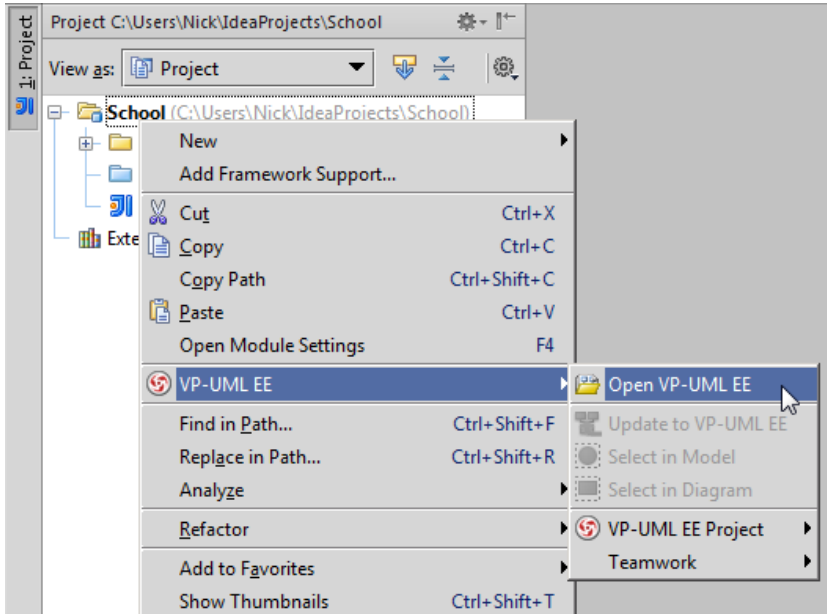 1: Project
Project C:\Users\Nick\IdeaProjects\School
View as: Project
School (C:\Users\Nick\IdeaProjects\School)
Exte
New
Add Framework Support...
Cut Ctrl+X
Copy Ctrl+C
Copy Path Ctrl+Shift+C
Paste Ctrl+V
Open Module Settings F4
VP-UML EE
Find in Path... Ctrl+Shift+F
Replace in Path... Ctrl+Shift+R
Analyze
Refactor
Add to Favorites
Show Thumbnails Ctrl+Shift+T
Open VP-UML EE
Update to VP-UML EE
Select in Model
Select in Diagram
VP-UML EE Project
Teamwork